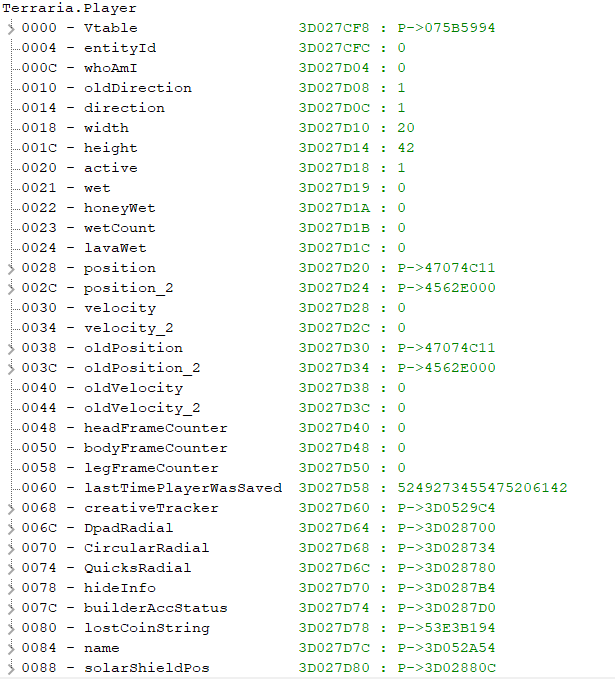 Terraria.Player
0000 - Vtable 3D027CF8 : P->075B5994
0004 - entityId 3D027CFC : 0
000C - whoAmI 3D027D04 : 0
0010 - oldDirection 3D027D08 : 1
0014 - direction 3D027D0C : 1
0018 - width 3D027D10 : 20
001C - height 3D027D14 : 42
0020 - active 3D027D18 : 1
0021 - wet 3D027D19 : 0
0022 - honeyWet 3D027D1A : 0
0023 - wetCount 3D027D1B : 0
0024 - lavaWet 3D027D1C : 0
0028 - position 3D027D20 : P->47074C11
002C - position_2 3D027D24 : P->4562E000
0030 - velocity 3D027D28 : 0
0034 - velocity_2 3D027D2C : 0
0038 - oldPosition 3D027D30 : P->47074C11
003C - oldPosition_2 3D027D34 : P->4562E000
0040 - oldVelocity 3D027D38 : 0
0044 - oldVelocity_2 3D027D3C : 0
0048 - headFrameCounter 3D027D40 : 0
0050 - bodyFrameCounter 3D027D48 : 0
0058 - legFrameCounter 3D027D50 : 0
0060 - lastTimePlayerWasSaved 3D027D58 : 5249273455475206142
0068 - creativeTracker 3D027D60 : P->3D0529C4
006C - DpadRadial 3D027D64 : P->3D028700
0070 - CircularRadial 3D027D68 : P->3D028734
0074 - QuicksRadial 3D027D6C : P->3D028780
0078 - hideInfo 3D027D70 : P->3D0287B4
007C - builderAccStatus 3D027D74 : P->3D0287D0
0080 - lostCoinString 3D027D78 : P->53E3B194
0084 - name 3D027D7C : P->3D052A54
0088 - solarShieldPos 3D027D80 : P->3D02880C